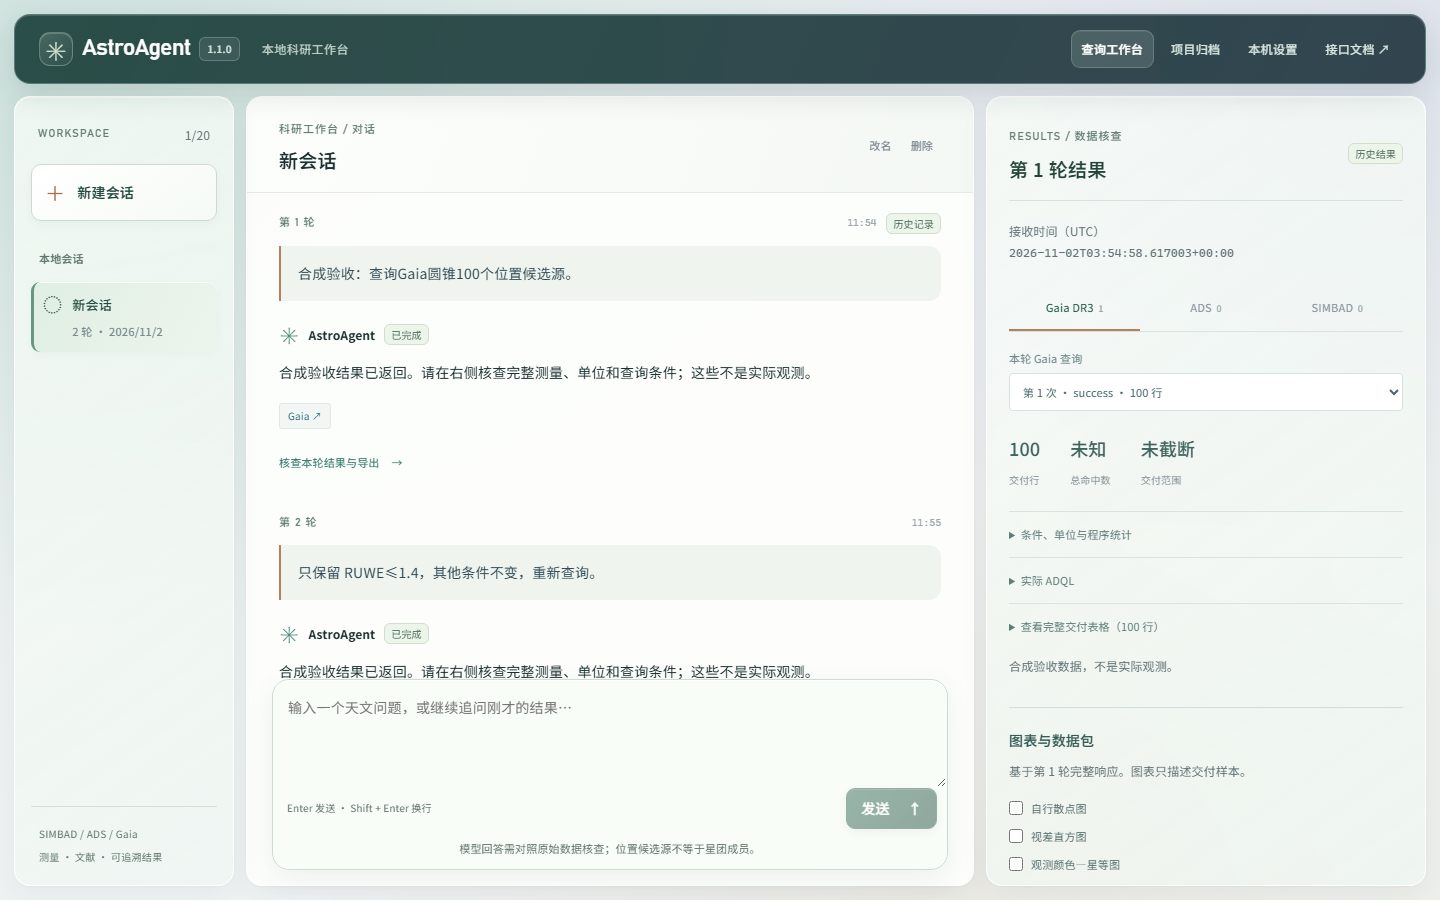 AstroAgent 1.1.0 本地科研工作台
查询工作台 项目归档 本机设置 接口文档 ↗
WORKSPACE 1/20
新建会话
本地会话
新会话
2 轮 · 2026/11/2
SIMBAD / ADS / Gaia
测量 · 文献 · 可追溯结果
科研工作台 / 对话
新会话
改名 删除
第 1 轮 11:54 历史记录
合成验收：查询Gaia圆锥100个位置候选源。
AstroAgent 已完成
合成验收结果已返回。请在右侧核查完整测量、单位和查询条件；这些不是实际观测。
Gaia ↗
核查本轮结果与导出 →
第 2 轮 11:55
只保留 RUWE≤1.4，其他条件不变，重新查询。
AstroAgent 已完成
合成验收结果已返回。请在右侧核查完整测量、单位和查询条件；这些不是实际观测。
输入一个天文问题，或继续追问刚才的结果…
Enter 发送 · Shift + Enter 换行
发送 ↑
模型回答需对照原始数据核查；位置候选源不等于星团成员。
RESULTS / 数据核查
第 1 轮结果
历史结果
接收时间（UTC）
2026-11-02T03:54:58.617003+00:00
Gaia DR3 1 ADS 0 SIMBAD 0
本轮 Gaia 查询
第 1 次 · success · 100 行
100 未知 未截断
交付行 总命中数 交付范围
▶ 条件、单位与程序统计
▶ 实际 ADQL
▶ 查看完整交付表格（100 行）
合成验收数据，不是实际观测。
图表与数据包
基于第 1 轮完整响应。图表只描述交付样本。
自行散点图
视差直方图
观测颜色—星等图